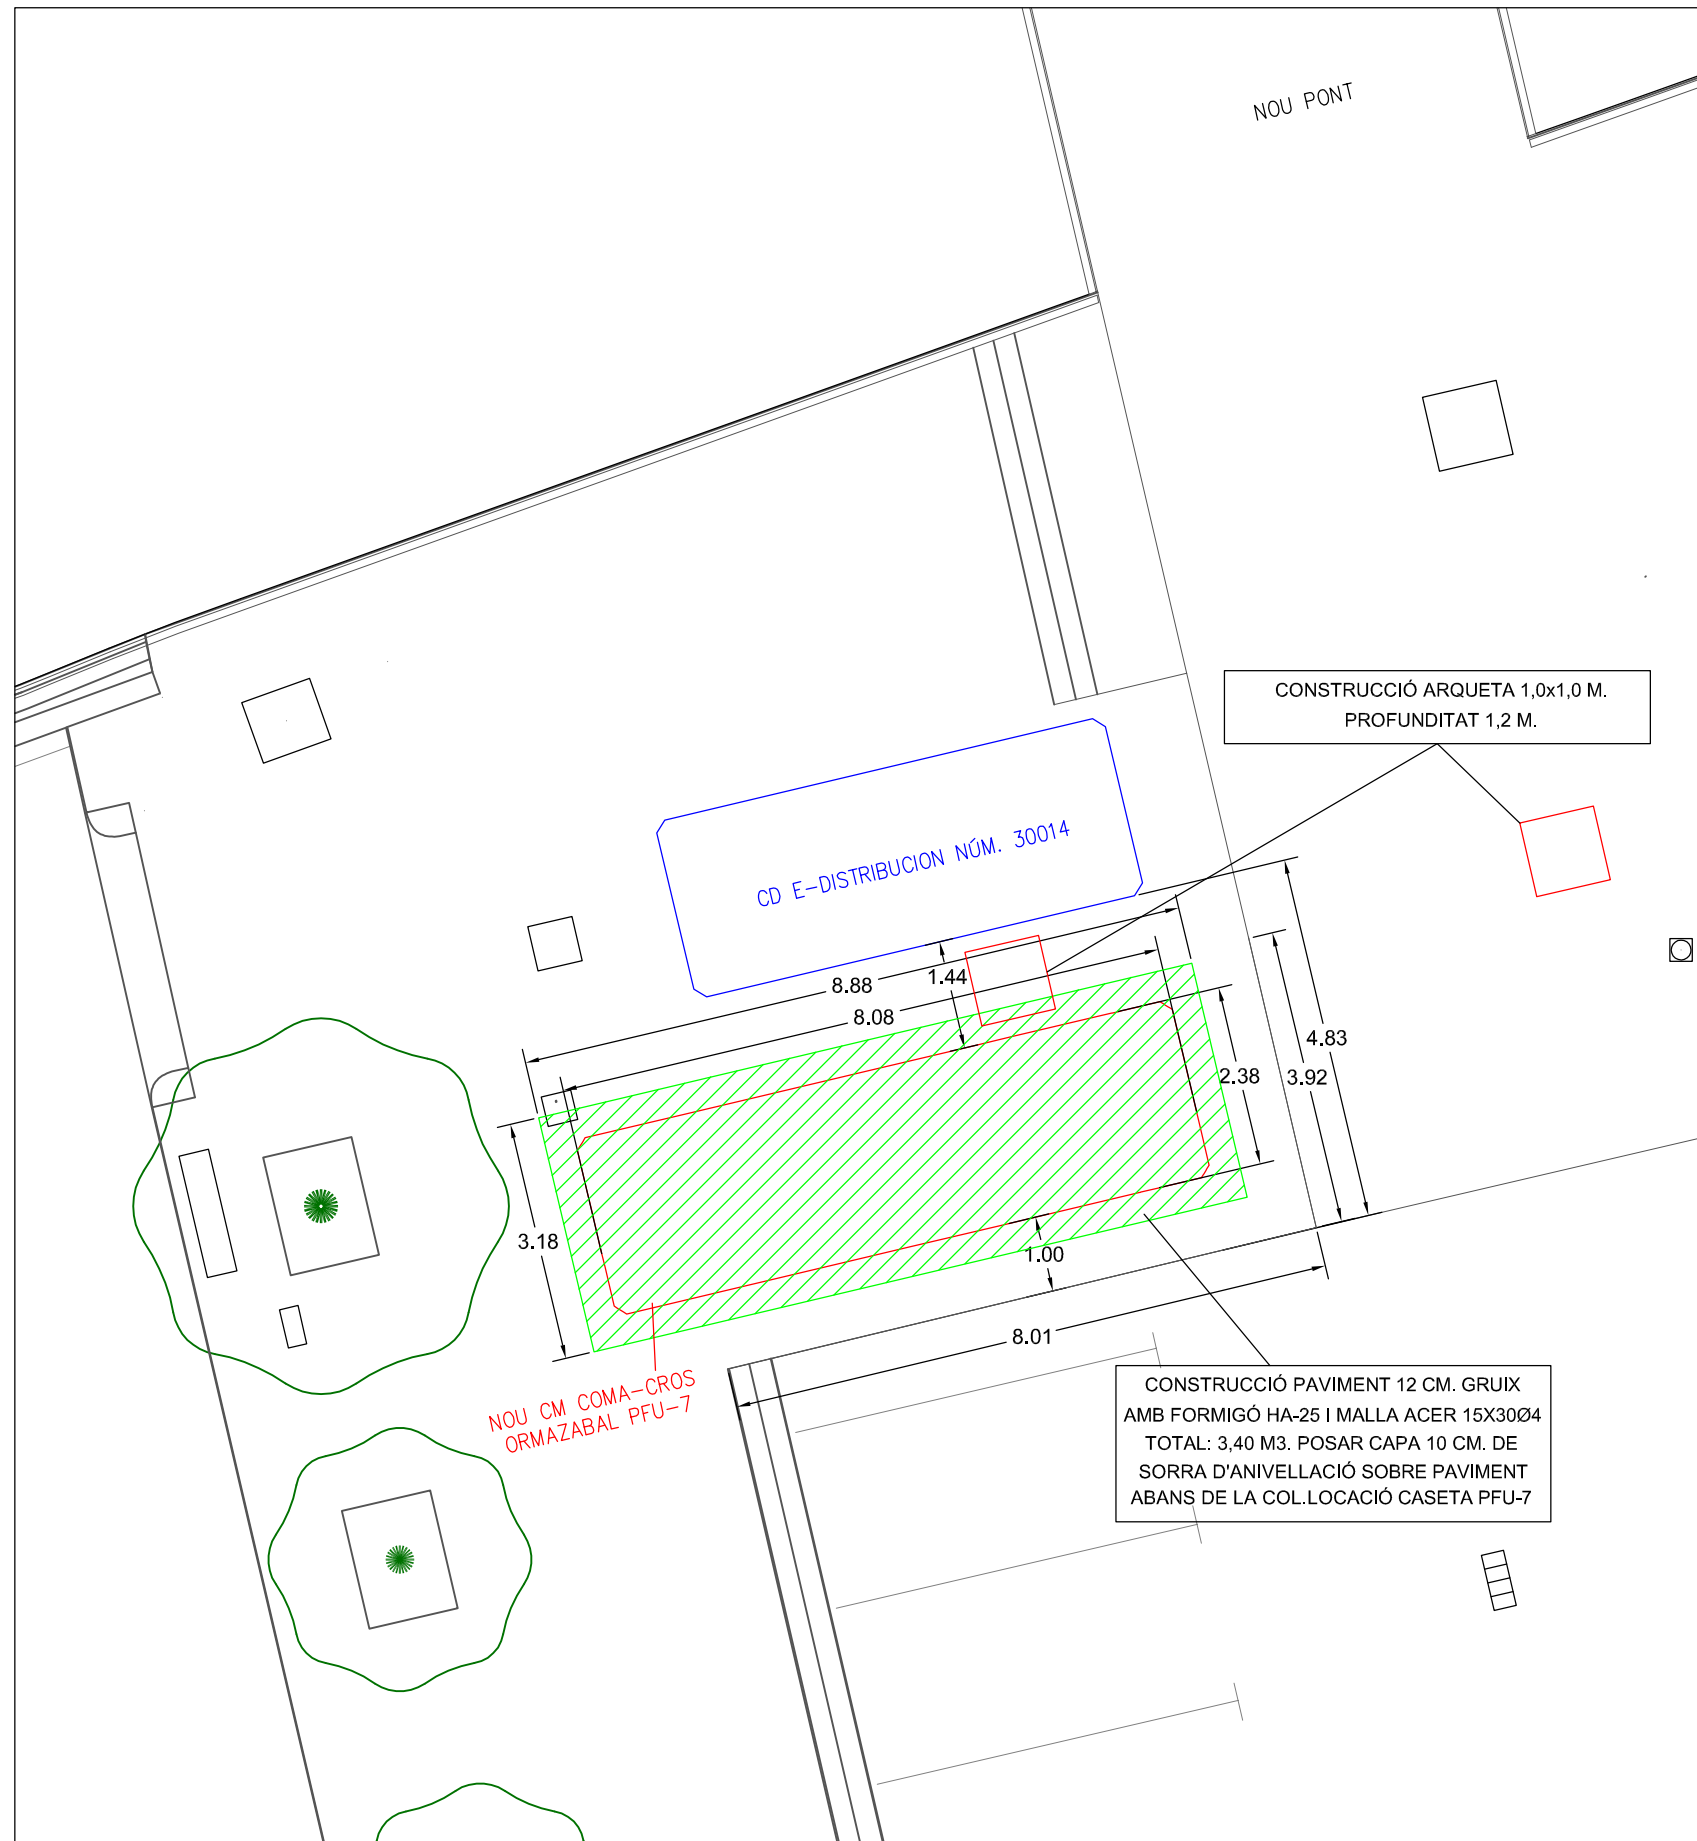 NOU PONT
CONSTRUCCIÓ ARQUETA 1,0x1,0 M.
PROFUNDITAT 1,2 M.
CD E-DISTRIBUCION NÚM. 30014
8.88
1.44
8.08
4.83
3.92
2.38
3.18
1.00
8.01
NOU CM COMA-CROS
ORMAZABAL PFU-7
CONSTRUCCIÓ PAVIMENT 12 CM. GRUIX
AMB FORMIGÓ HA-25 I MALLA ACER 15X30Ø4
TOTAL: 3,40 M3. POSAR CAPA 10 CM. DE
SORRA D'ANIVELLACIÓ SOBRE PAVIMENT
ABANS DE LA COL.LOCACIÓ CASETA PFU-7